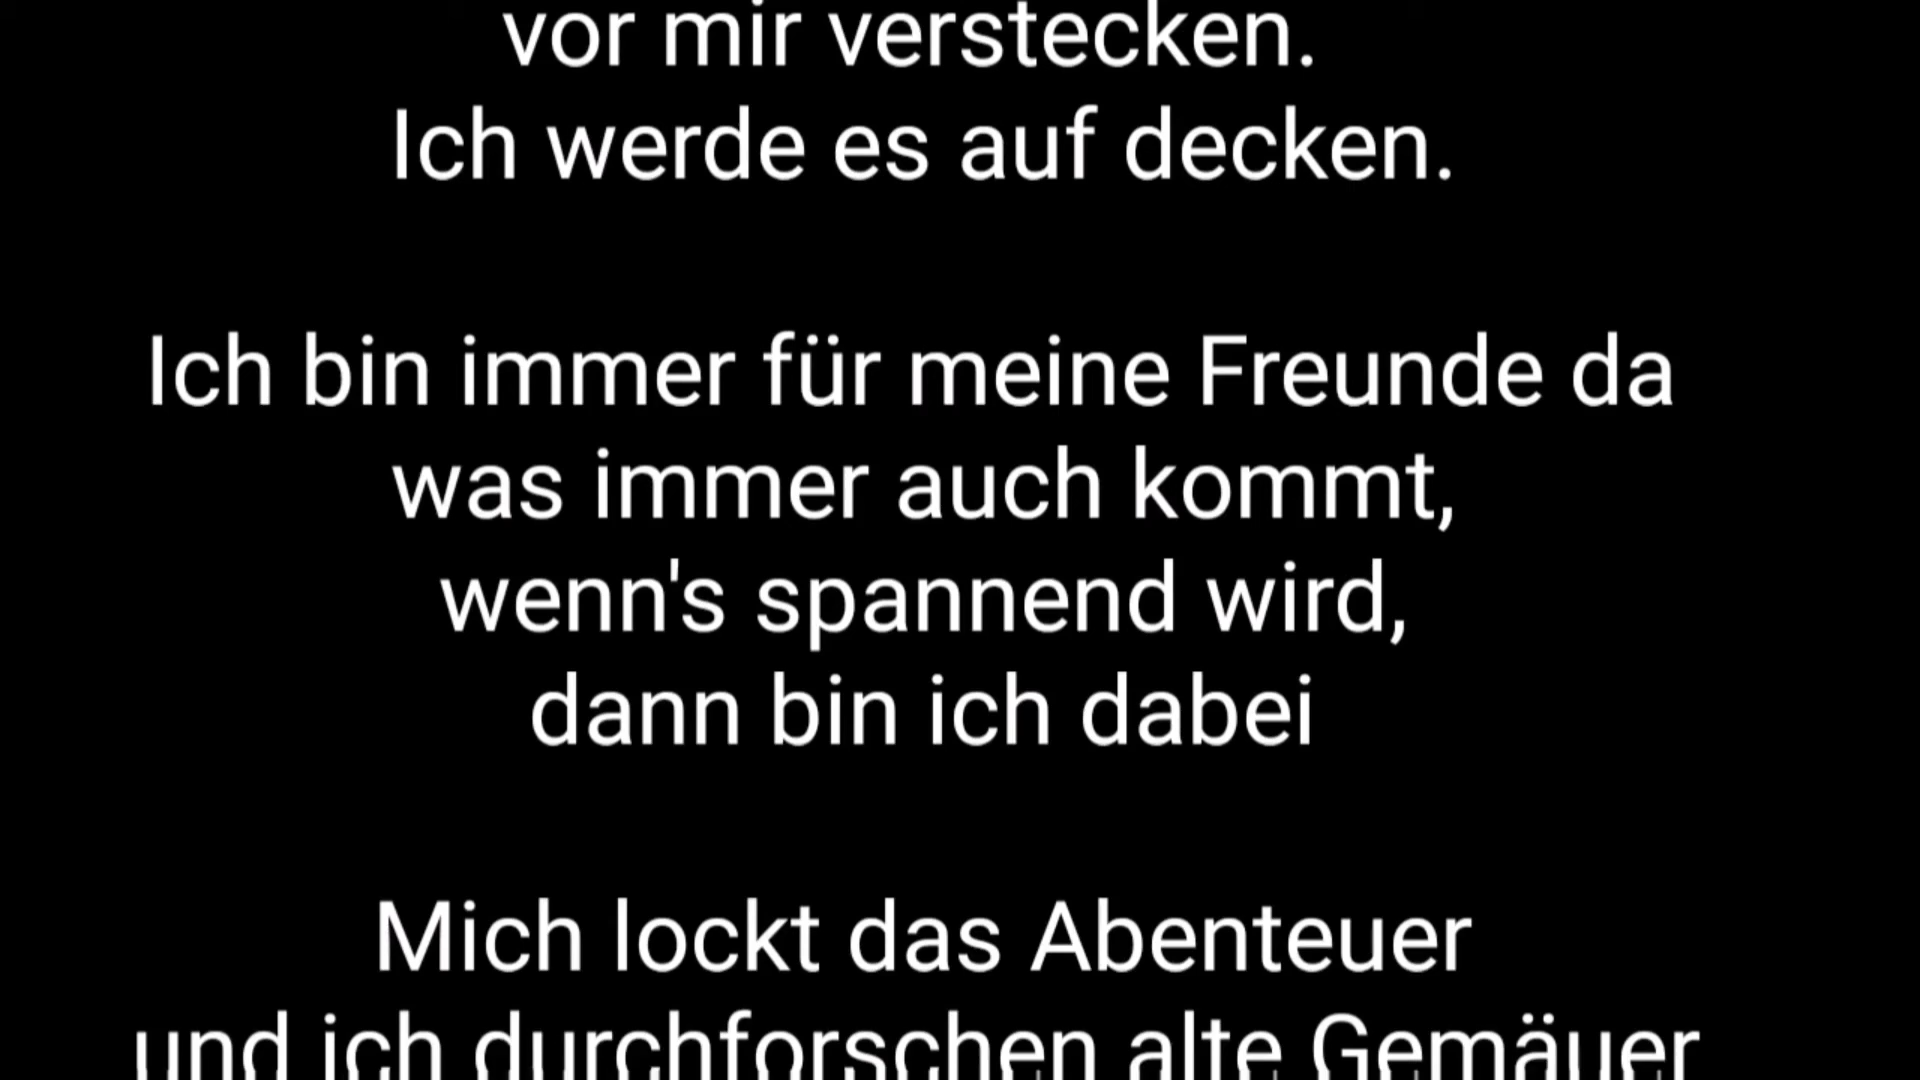 vor mir verstecken.
Ich werde es auf decken.
Ich bin immer für meine Freunde da
was immer auch kommt,
wenn's spannend wird,
dann bin ich dabei
Mich lockt das Abenteuer
und ich durchforschen alte Gemäuer